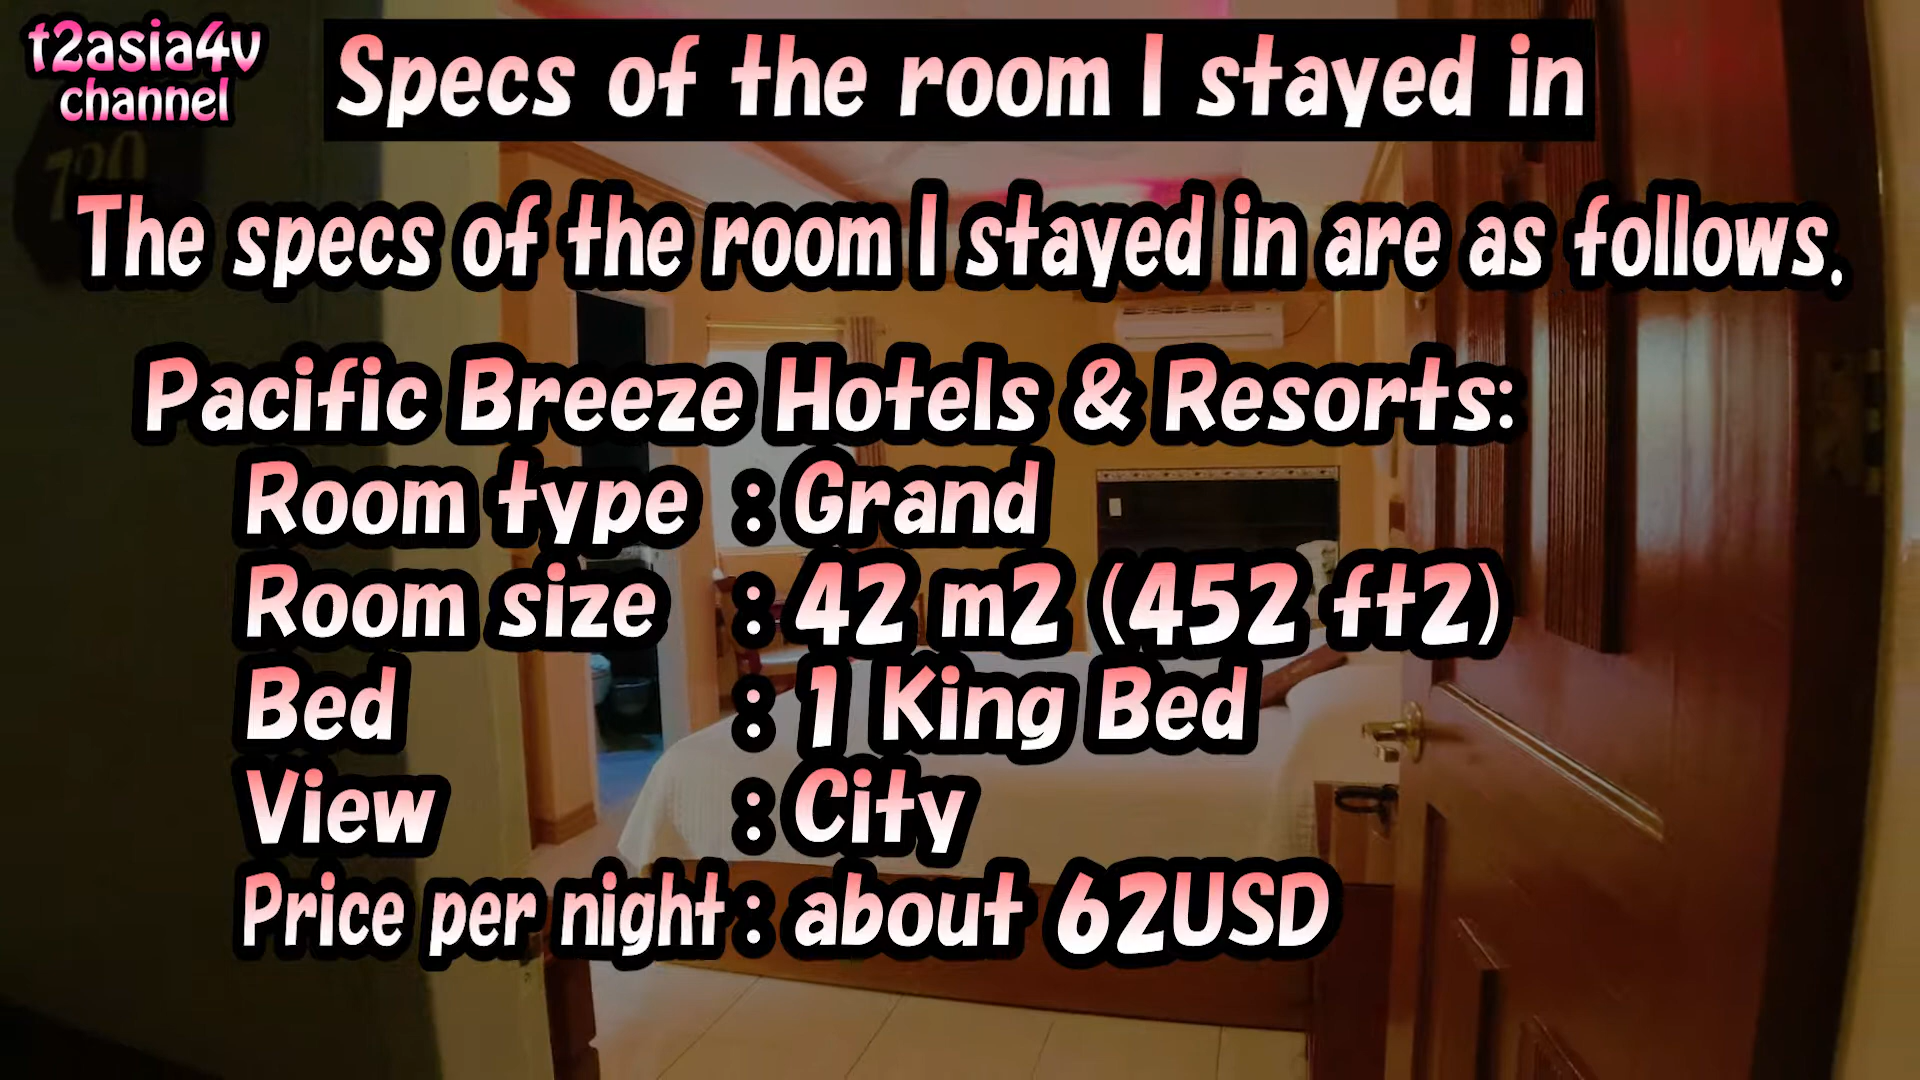 t2asia4v
channel
Specs of the room I stayed in
The specs of the room I stayed in are as follows.
Pacific Breeze Hotels & Resorts:
Room type : Grand
Room size : 42 m2 (452 ft2)
Bed : 1 King Bed
View : City
Price per night : about 62USD